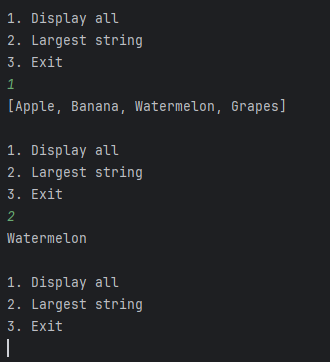 1. Display all
2. Largest string
3. Exit
1
[Apple, Banana, Watermelon, Grapes]
1. Display all
2. Largest string
3. Exit
2
Watermelon
1. Display all
2. Largest string
3. Exit